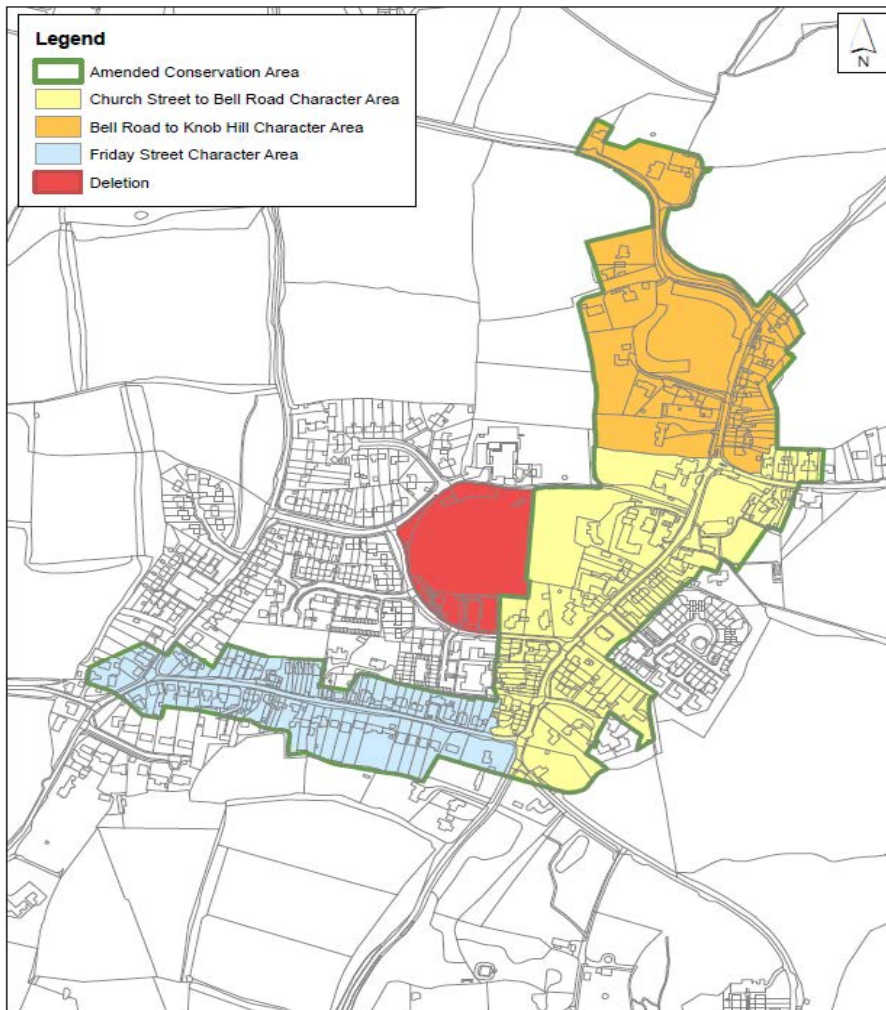 Legend
Amended Conservation Area
Church Street to Bell Road Character Area
Bell Road to Knob Hill Character Area
Friday Street Character Area
Deletion
N